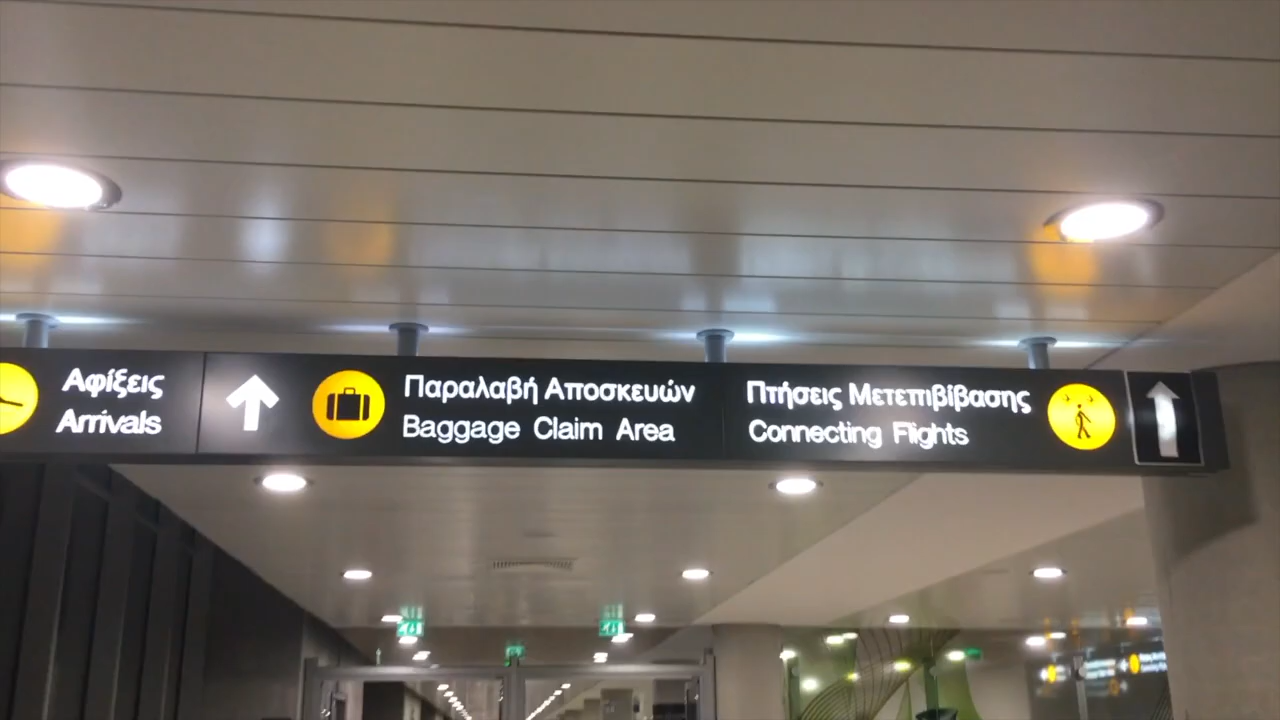 Αφίξεις
Arrivals
Παραλαβή Αποσκευών
Baggage Claim Area
Πτήσεις Μετεπιβίβασης
Connecting Flights